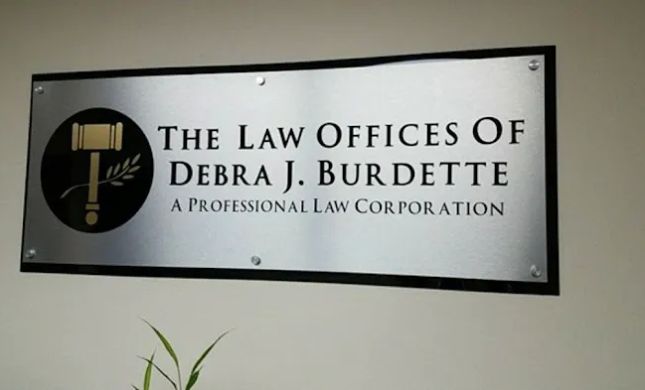 The Law Offices Of
Debra J. Burdette
A Professional Law Corporation